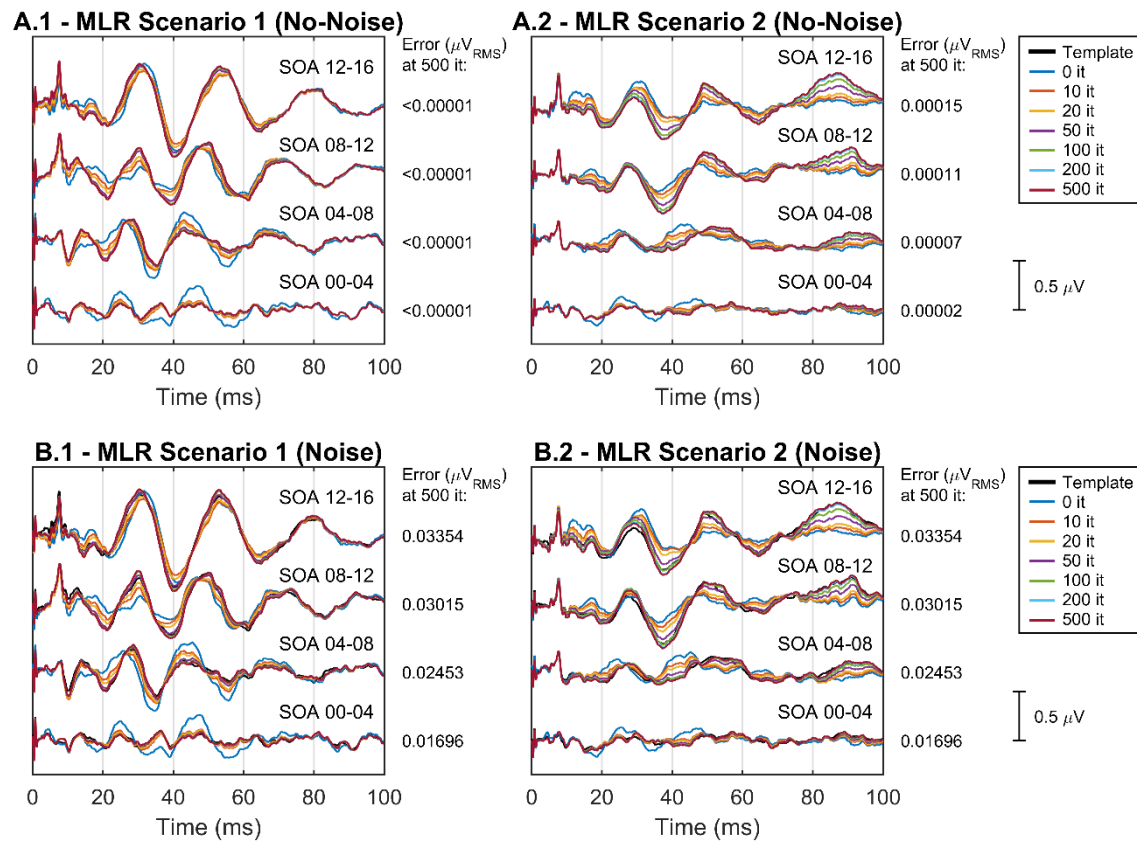 A.1 - MLR Scenario 1 (No-Noise)
Error (μV_RMS)
at 500 it:
SOA 12-16
<0.00001
SOA 08-12
<0.00001
SOA 04-08
<0.00001
SOA 00-04
<0.00001
0 20 40 60 80 100
Time (ms)
A.2 - MLR Scenario 2 (No-Noise)
Error (μV_RMS)
at 500 it:
SOA 12-16
0.00015
SOA 08-12
0.00011
SOA 04-08
0.00007
SOA 00-04
0.00002
0 20 40 60 80 100
Time (ms)
Template
0 it
10 it
20 it
50 it
100 it
200 it
500 it
0.5 μV
B.1 - MLR Scenario 1 (Noise)
Error (μV_RMS)
at 500 it:
SOA 12-16
0.03354
SOA 08-12
0.03015
SOA 04-08
0.02453
SOA 00-04
0.01696
0 20 40 60 80 100
Time (ms)
B.2 - MLR Scenario 2 (Noise)
Error (μV_RMS)
at 500 it:
SOA 12-16
0.03354
SOA 08-12
0.03015
SOA 04-08
0.02453
SOA 00-04
0.01696
0 20 40 60 80 100
Time (ms)
Template
0 it
10 it
20 it
50 it
100 it
200 it
500 it
0.5 μV